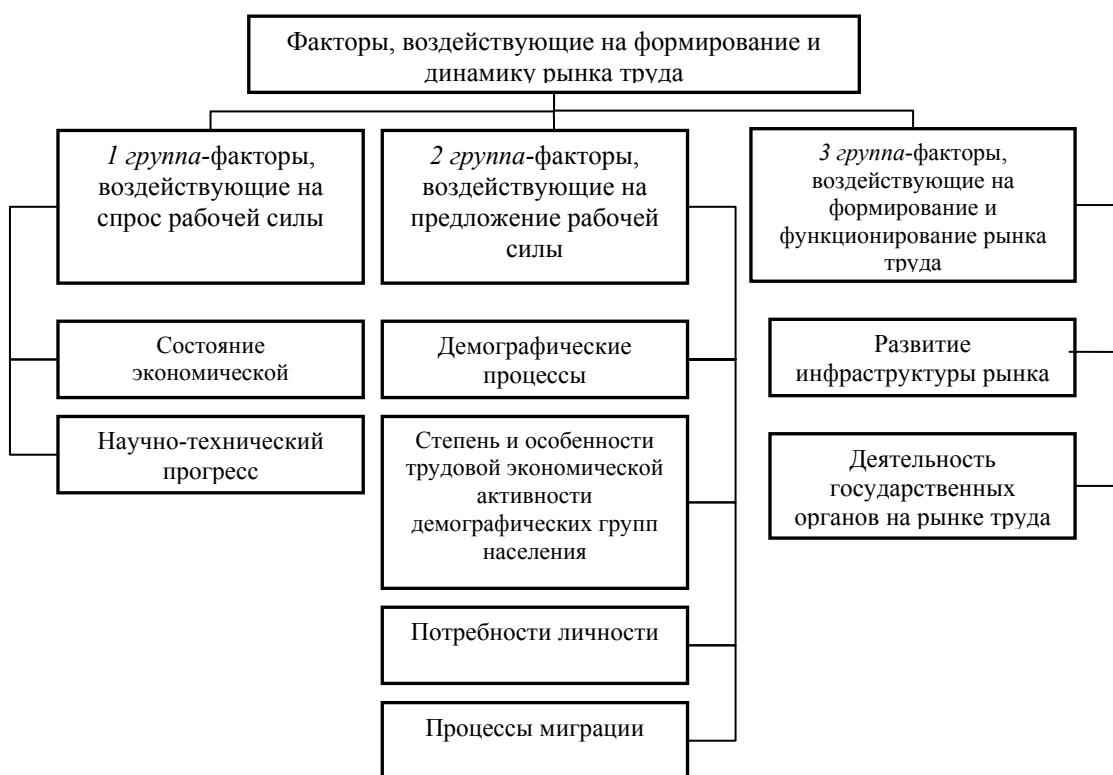 Факторы, воздействующие на формирование и
динамику рынка труда
1 группа-факторы,
воздействующие на
спрос рабочей силы
2 группа-факторы,
воздействующие на
предложение рабочей
силы
3 группа-факторы,
воздействующие на
формирование и
функционирование рынка
труда
Состояние
экономической
Научно-технический
прогресс
Демографические
процессы
Степень и особенности
трудовой экономической
активности
демографических групп
населения
Потребности личности
Процессы миграции
Развитие
инфраструктуры рынка
Деятельность
государственных
органов на рынке труда